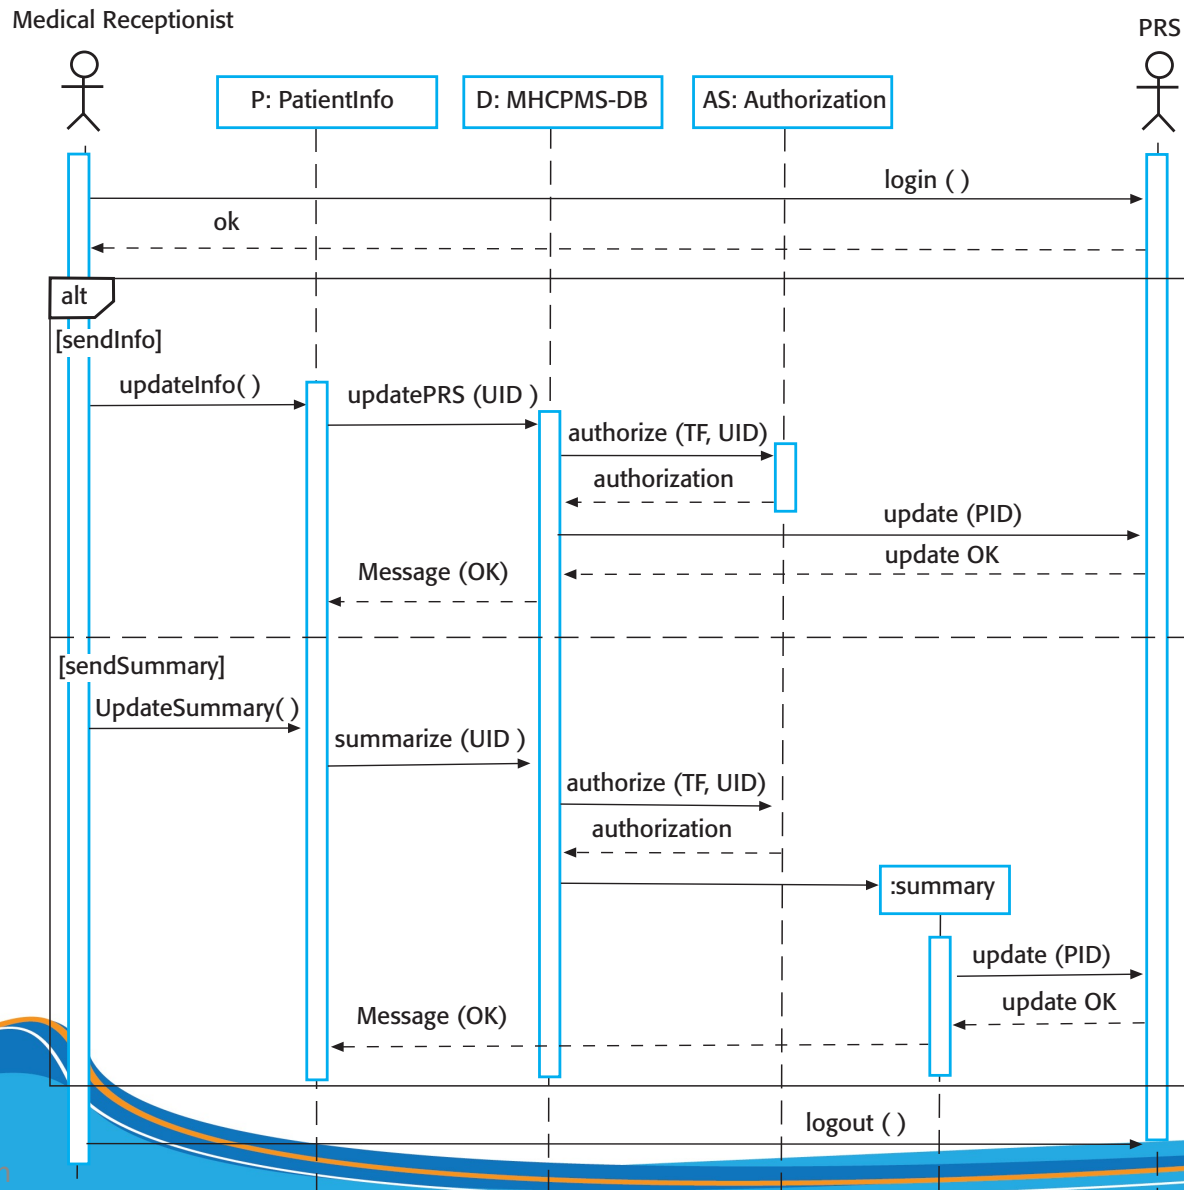 Medical Receptionist
PRS
P: PatientInfo
D: MHCPMS-DB
AS: Authorization
login ( )
ok
alt
[sendInfo]
updateInfo( )
updatePRS (UID )
authorize (TF, UID)
authorization
update (PID)
update OK
Message (OK)
[sendSummary]
UpdateSummary( )
summarize (UID )
authorize (TF, UID)
authorization
:summary
update (PID)
update OK
Message (OK)
logout ( )